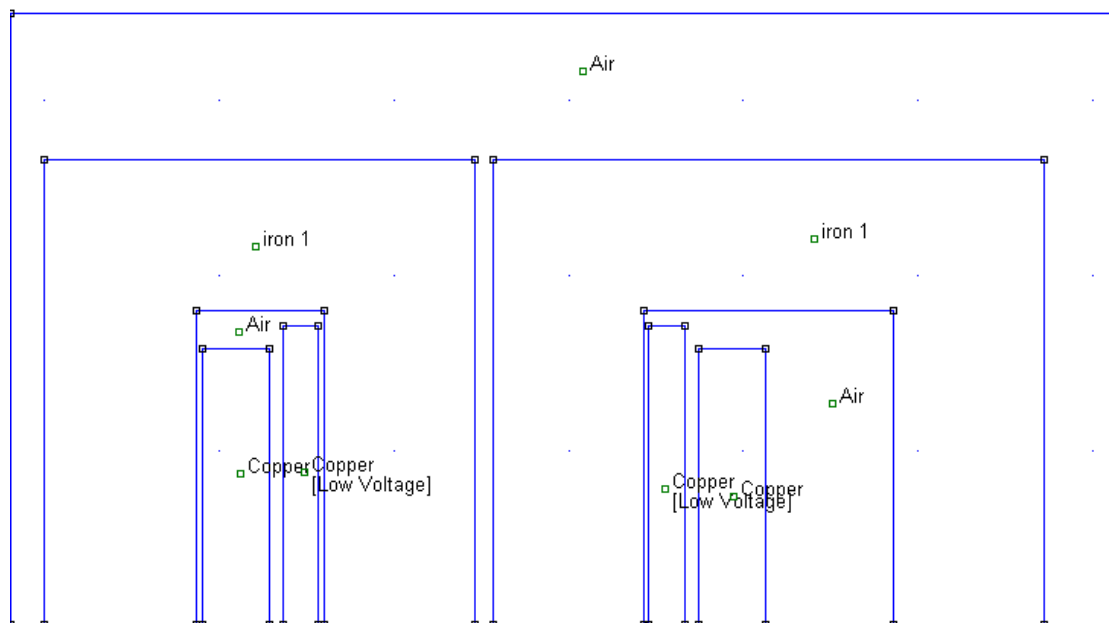 Air
iron 1
iron 1
Air
Air
Copper
Copper
[Low Voltage]
Copper
[Low Voltage]
Copper